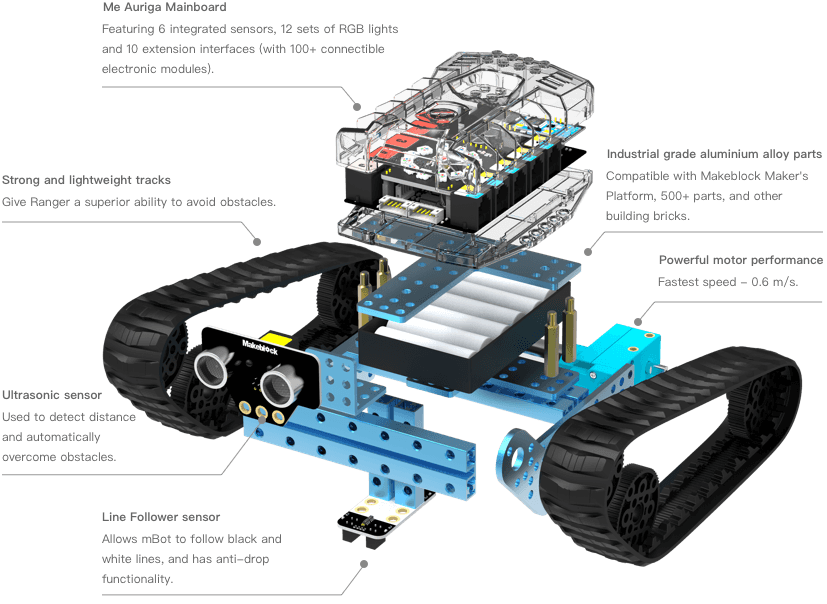 Me Auriga Mainboard
Featuring 6 integrated sensors, 12 sets of RGB lights
and 10 extension interfaces (with 100+ connectible
electronic modules).
Industrial grade aluminium alloy parts
Compatible with Makeblock Maker's
Platform, 500+ parts, and other
building bricks.
Strong and lightweight tracks
Give Ranger a superior ability to avoid obstacles.
Powerful motor performance
Fastest speed – 0.6 m/s.
Makeblock
Ultrasonic sensor
Used to detect distance
and automatically
overcome obstacles.
Line Follower sensor
Allows mBot to follow black and
white lines, and has anti–drop
functionality.